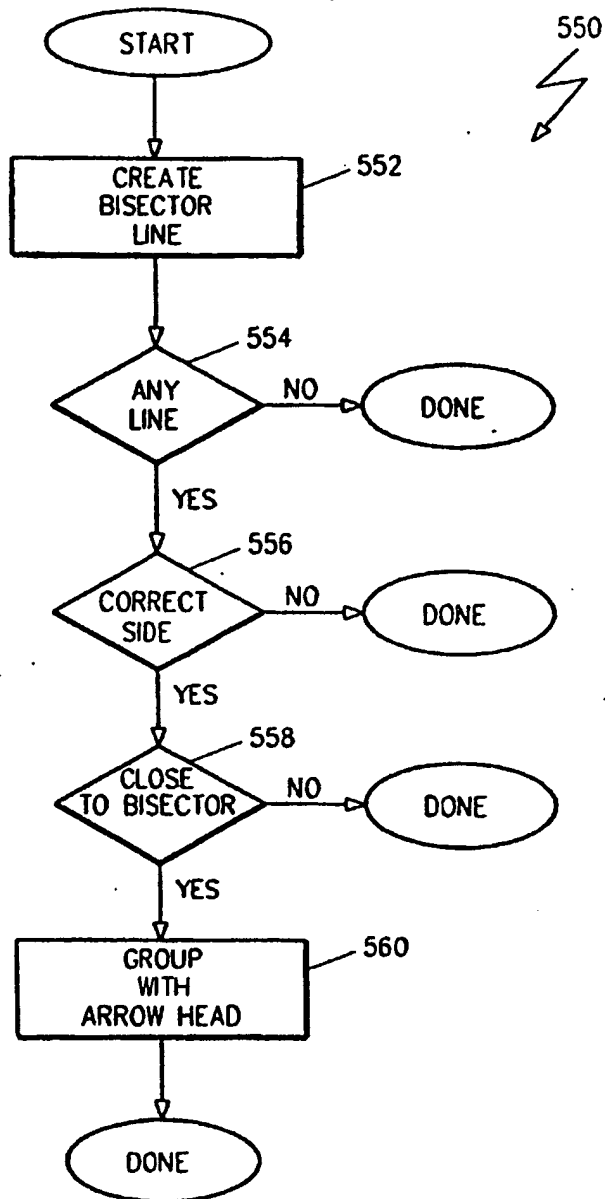 START
550
CREATE
BISECTOR
LINE
552
554
ANY
LINE
NO
DONE
YES
556
CORRECT
SIDE
NO
DONE
YES
558
CLOSE
TO BISECTOR
NO
DONE
YES
GROUP
WITH
ARROW HEAD
560
DONE